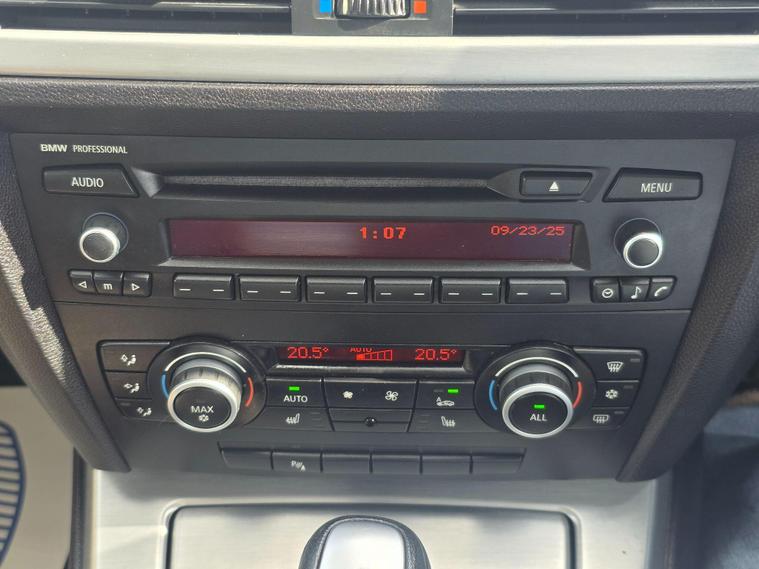 BMW PROFESSIONAL
AUDIO
MENU
1:07 09/23/25
m
20.5° AUTO 20.5°
MAX
AUTO
A
ALL
P